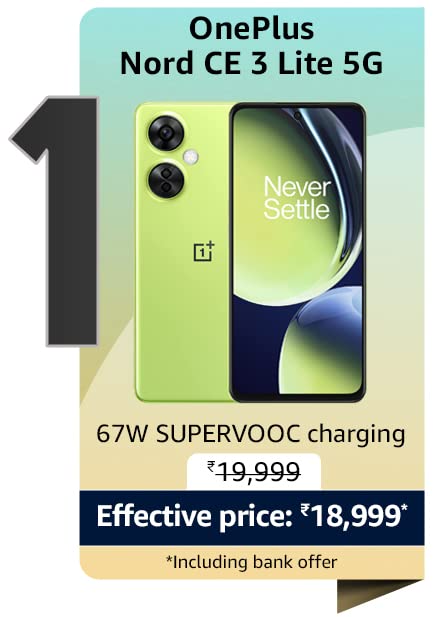 OnePlus
Nord CE 3 Lite 5G
1
Never
Settle
1+
67W SUPERVOOC charging
₹19,999
Effective price: ₹18,999*
*Including bank offer